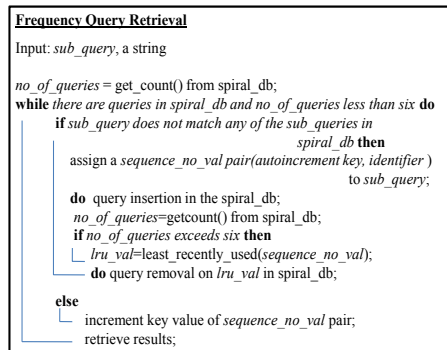 Frequency Query Retrieval
Input: sub_query, a string
no_of_queries = get_count() from spiral_db;
while there are queries in spiral_db and no_of_queries less than six do
if sub_query does not match any of the sub_queries in
spiral_db then
assign a sequence_no_val pair(autoincrement key, identifier )
to sub_query;
do query insertion in the spiral_db;
no_of_queries=getcount() from spiral_db;
if no_of_queries exceeds six then
lru_val=least_recently_used(sequence_no_val);
do query removal on lru_val in spiral_db;
else
increment key value of sequence_no_val pair;
retrieve results;